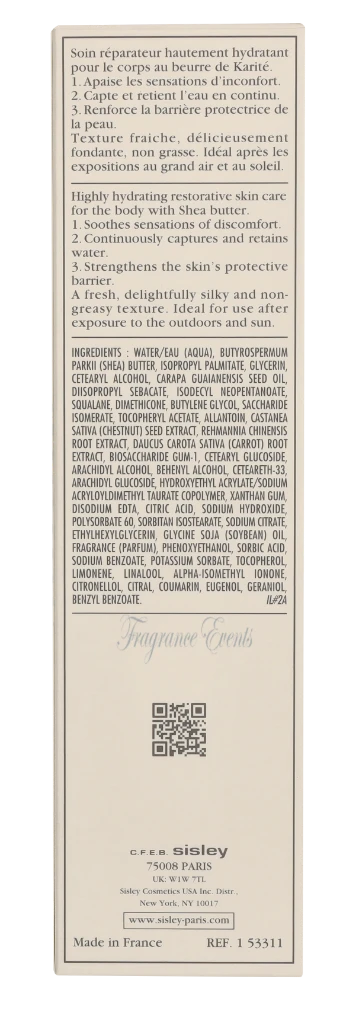 Soin réparateur hautement hydratant
pour le corps au beurre de Karité.
1. Apaise les sensations d'inconfort.
2. Capte et retient l'eau en continu.
3. Renforce la barrière protectrice de
la peau.
Texture fraiche, délicieusement
fondante, non grasse. Idéal après les
expositions au grand air et au soleil.
Highly hydrating restorative skin care
for the body with Shea butter.
1. Soothes sensations of discomfort.
2. Continuously captures and retains
water.
3. Strengthens the skin's protective
barrier.
A fresh, delightfully silky and non-
greasy texture. Ideal for use after
exposure to the outdoors and sun.
INGREDIENTS : WATER/EAU (AQUA), BUTYROSPERMUM
PARKII (SHEA) BUTTER, ISOPROPYL PALMITATE, GLYCERIN,
CETEARYL ALCOHOL, CARAPA GUAIANENSIS SEED OIL,
DIISOPROPYL SEBACATE, ISODECYL NEOPENTANOATE,
SQUALANE, DIMETHICONE, BUTYLENE GLYCOL, SACCHARIDE
ISOMERATE, TOCOPHERYL ACETATE, ALLANTOIN, CASTANEA
SATIVA (CHESTNUT) SEED EXTRACT, REHMANNIA CHINENSIS
ROOT EXTRACT, DAUCUS CAROTA SATIVA (CARROT) ROOT
EXTRACT, BIOSACCHARIDE GUM-1, CETEARYL GLUCOSIDE,
ARACHIDYL ALCOHOL, BEHENYL ALCOHOL, CETEARETH-33,
ARACHIDYL GLUCOSIDE, HYDROXYETHYL ACRYLATE/SODIUM
ACRYLOYLDIMETHYL TAURATE COPOLYMER, XANTHAN GUM,
DISODIUM EDTA, CITRIC ACID, SODIUM HYDROXIDE,
POLYSORBATE 60, SORBITAN ISOSTEARATE, SODIUM CITRATE,
ETHYLHEXYLGLYCERIN, GLYCINE SOJA (SOYBEAN) OIL,
FRAGRANCE (PARFUM), PHENOXYETHANOL, SORBIC ACID,
SODIUM BENZOATE, POTASSIUM SORBATE, TOCOPHEROL,
LIMONENE, LINALOOL, ALPHA-ISOMETHYL IONONE,
CITRONELLOL, CITRAL, COUMARIN, EUGENOL, GERANIOL,
BENZYL BENZOATE. IL#2A
Fragrance Events
C.F.E.B. sisley
75008 PARIS
UK: W1W 7TL
Sisley Cosmetics USA Inc. Distr.,
New York, NY 10017
www.sisley-paris.com
Made in France REF. 1 53311